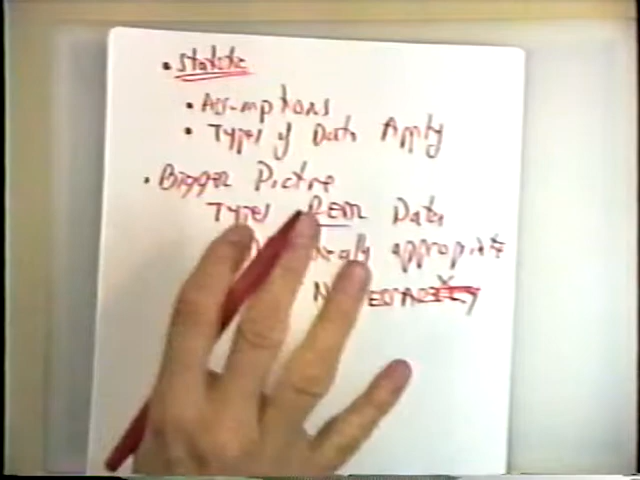 • Statistic
• Assumptions
• Types of Data Apply
• Bigger Picture
Types REAL Data
appropriate